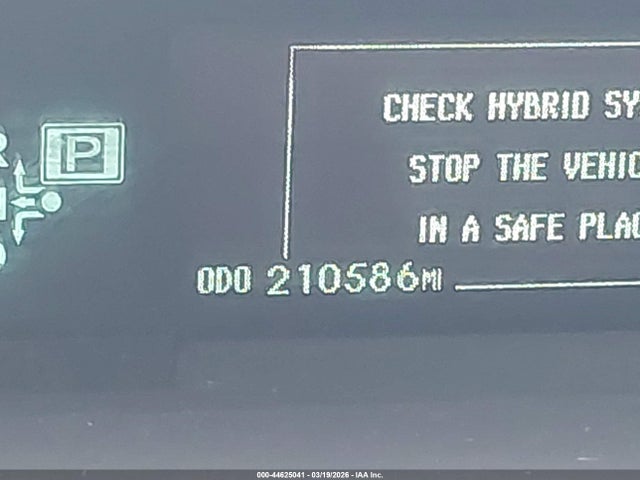 CHECK HYBRID SY
STOP THE VEHIC
IN A SAFE PLAC
R
P
N
D
ODO 210586MI
000-44625041 - 03/19/2026 - IAA Inc.